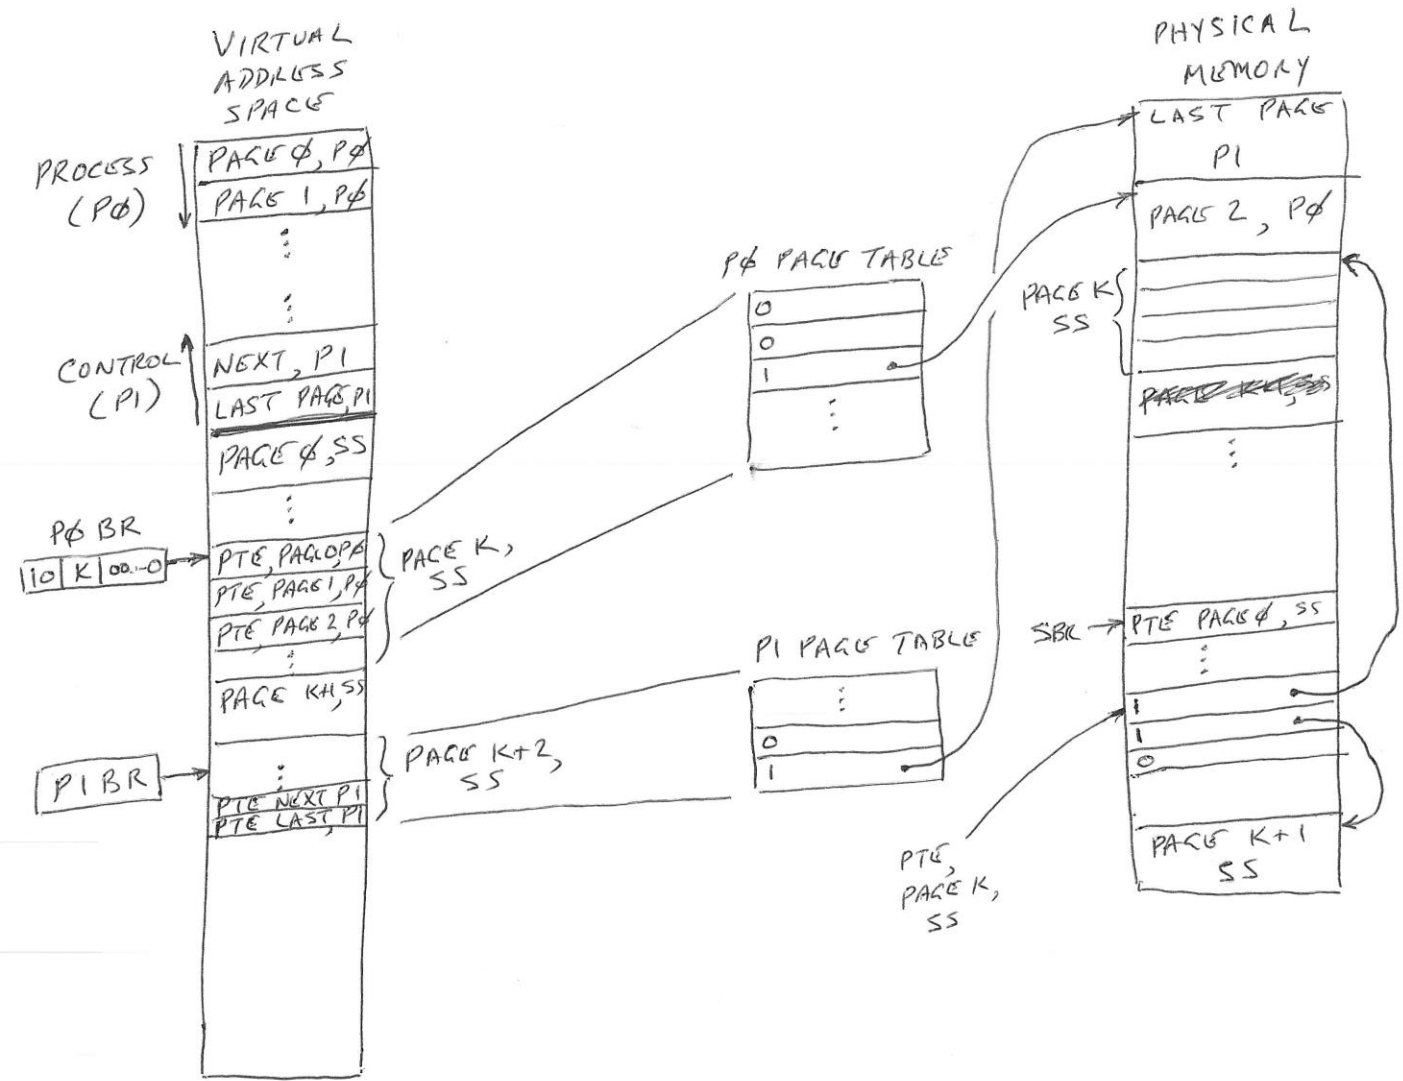 VIRTUAL
ADDRESS
SPACE
PROCESS
(PØ)
PAGE Ø, PØ
PAGE 1, PØ
CONTROL
(P1)
NEXT, P1
LAST PAGE, P1
PAGE Ø, SS
PØ BR
10 K 00...0
PTE, PAGE 0, PØ
PTE, PAGE 1, PØ
PTE PAGE 2, PØ
PAGE K,
SS
PAGE K+1, SS
P1BR
PAGE K+2,
SS
PTE NEXT P1
PTE LAST, P1
PØ PAGE TABLE
0
0
1
P1 PAGE TABLE
0
1
PHYSICAL
MEMORY
LAST PAGE
P1
PAGE 2, PØ
PAGE K
SS
SBR
PTE PAGE Ø, SS
1
1
0
PTE,
PAGE K,
SS
PAGE K+1
SS